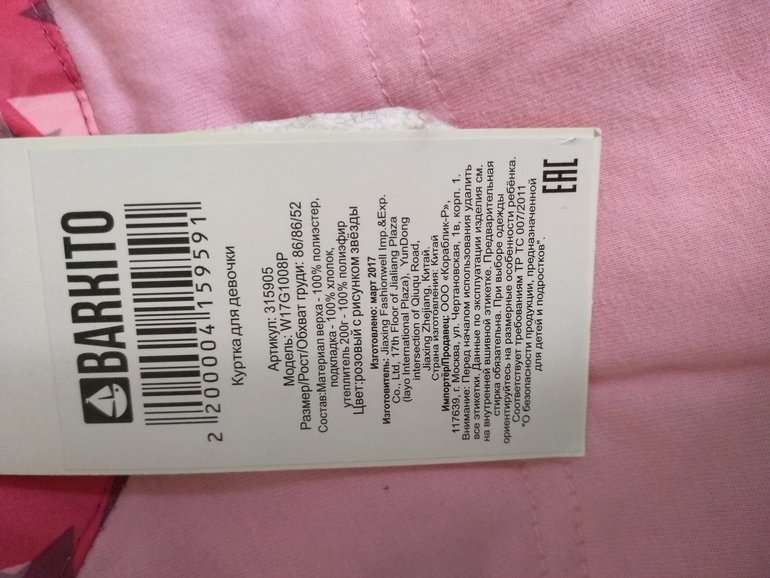 BARKITO
2 200004 159591
Куртка для девочки
Артикул: 315905
Модель: W17G1008P
Размер/Рост/Обхват груди: 86/86/52
Состав:Материал верха - 100% полиэстер,
подкладка - 100% хлопок,
утеплитель 200г - 100% полиэфир
Цвет:розовый с рисунком звёзды
Изготовлено: март 2017
Изготовитель: Jiaxing Fashionwell Imp.&Exp.
Co., Ltd, 17th Floor of Jialiang Plaza
(layo International Plaza), YunDong
intersection of Qiuqu Road,
Jiaxing Zhejiang, Китай.
страна изготовления: Китай
Импортёр/Продавец: ООО «Кораблик-Р»,
117639, г. Москва, ул. Чертановская, 1в, корп. 1.
Внимание: Перед началом использования удалить
все этикетки. Данные по эксплуатации изделия см.
на внутренней вшивной этикетке. Предварительная
стирка обязательна. При выборе одежды
ориентируйтесь на размерные особенности ребёнка.
Соответствует требованиям ТР ТС 007/2011
"О безопасности продукции, предназначенной
для детей и подростков".
EAC